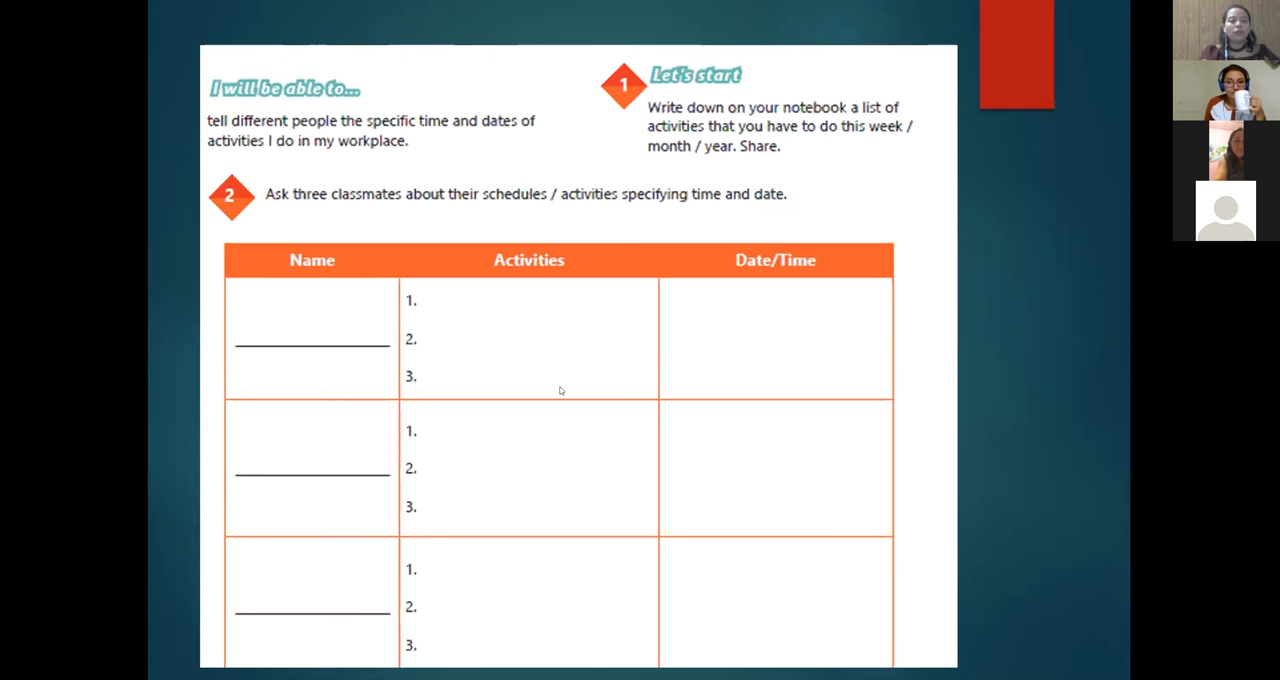 I will be able to...
tell different people the specific time and dates of
activities I do in my workplace.
1
Let's start
Write down on your notebook a list of
activities that you have to do this week /
month / year. Share.
2 Ask three classmates about their schedules / activities specifying time and date.
Name Activities Date/Time
1.
2.
3.
1.
2.
3.
1.
2.
3.